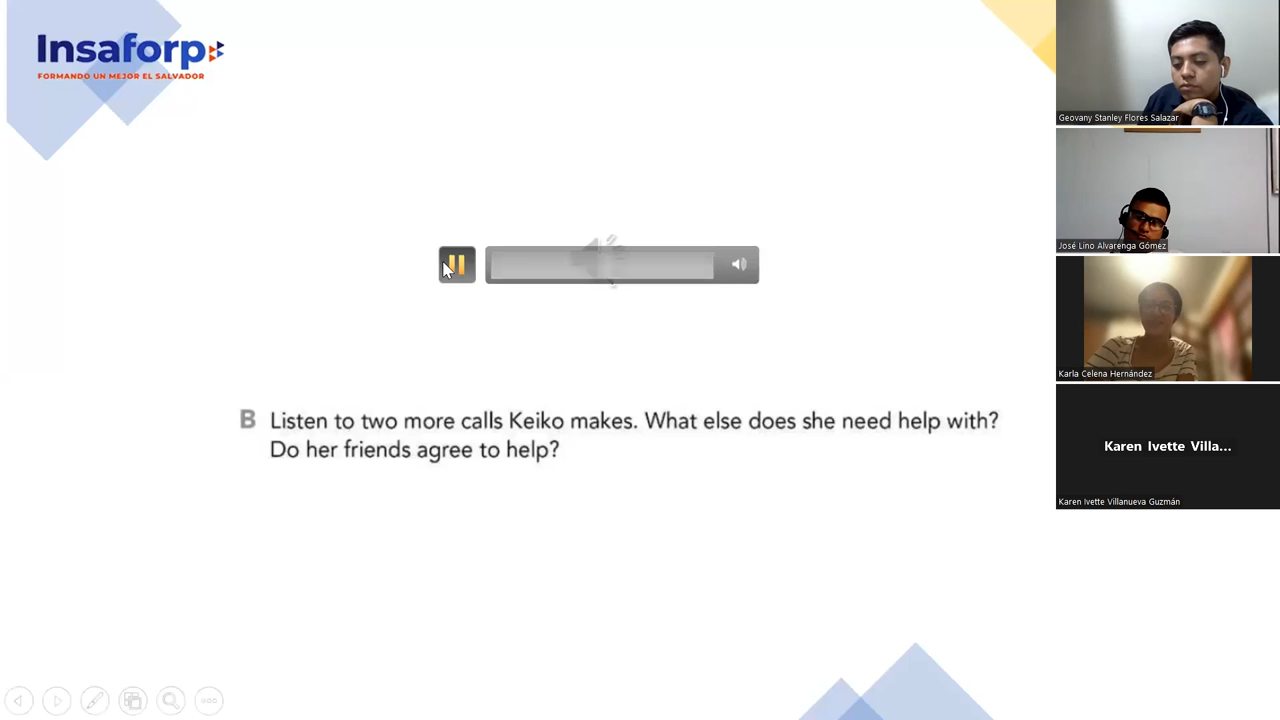 Insaforp
FORMANDO UN MEJOR EL SALVADOR
B Listen to two more calls Keiko makes. What else does she need help with?
Do her friends agree to help?
Geovany Stanley Flores Salazar
José Lino Alvarenga Gómez
Karla Celena Hernández
Karen Ivette Villa...
Karen Ivette Villanueva Guzmán